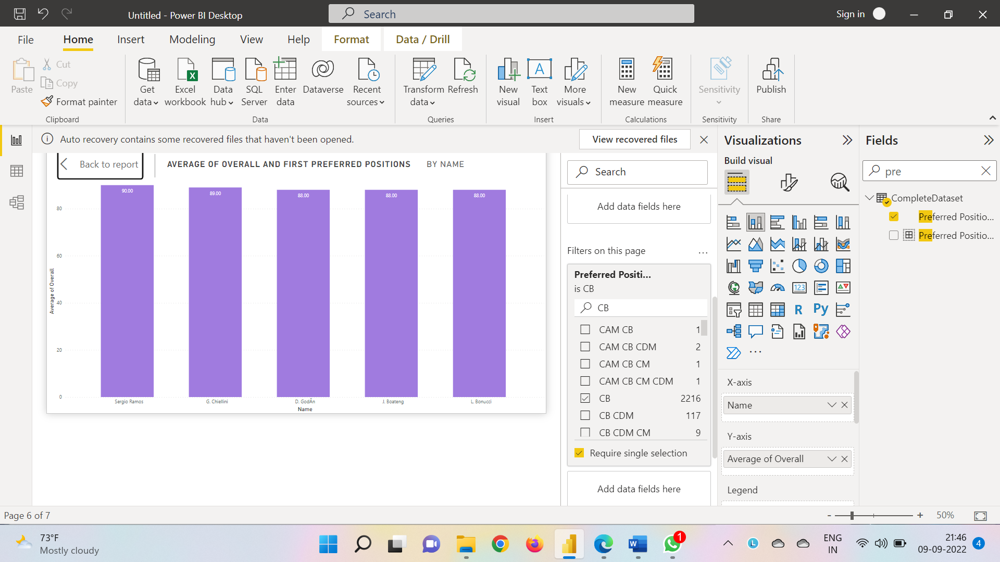 Untitled - Power BI Desktop
Search
Sign in
File
Home
Insert
Modeling
View
Help
Format
Data / Drill
Paste
Cut
Copy
Format painter
Clipboard
Get data
Excel workbook
Data hub
SQL Server
Enter data
Dataverse
Recent sources
Data
Transform data
Refresh
Queries
New visual
Text box
More visuals
Insert
New measure
Quick measure
Calculations
Sensitivity
Sensitivity
Publish
Share
Auto recovery contains some recovered files that haven't been opened.
View recovered files
Back to report
AVERAGE OF OVERALL AND FIRST PREFERRED POSITIONS
BY NAME
90.00
89.00
88.00
88.00
88.00
80
60
40
20
0
Average of Overall
Sergio Ramos
G. Chiellini
D. GodÃ­n
J. Boateng
L. Bonucci
Name
Search
Add data fields here
Filters on this page
...
Preferred Positi...
is CB
CB
CAM CB 1
CAM CB CDM 2
CAM CB CM 1
CAM CB CM CDM 1
CB 2216
CB CDM 117
CB CDM CM 9
Require single selection
Add data fields here
Visualizations
Build visual
123
R
Py
...
X-axis
Name
Y-axis
Average of Overall
Legend
Fields
pre
CompleteDataset
Preferred Positio...
Preferred Positio...
Page 6 of 7
- + 50%
73°F
Mostly cloudy
1
L
ENG
IN
21:46
09-09-2022
4